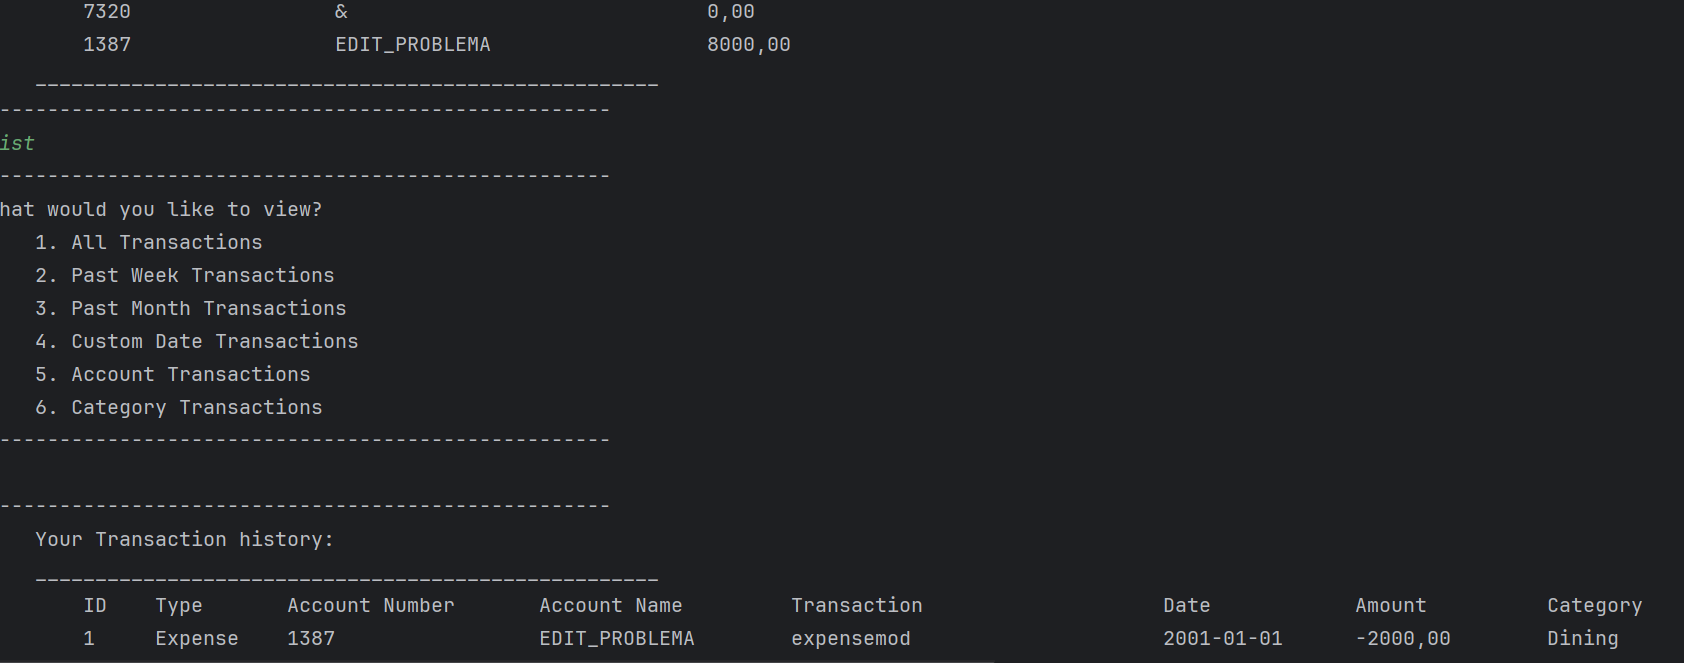 7320 & 0,00
1387 EDIT_PROBLEMA 8000,00
____________________________________________________
---------------------------------------------------
ist
---------------------------------------------------
hat would you like to view?
1. All Transactions
2. Past Week Transactions
3. Past Month Transactions
4. Custom Date Transactions
5. Account Transactions
6. Category Transactions
---------------------------------------------------
---------------------------------------------------
Your Transaction history:
____________________________________________________
ID Type Account Number Account Name Transaction Date Amount Category
1 Expense 1387 EDIT_PROBLEMA expensemod 2001-01-01 -2000,00 Dining